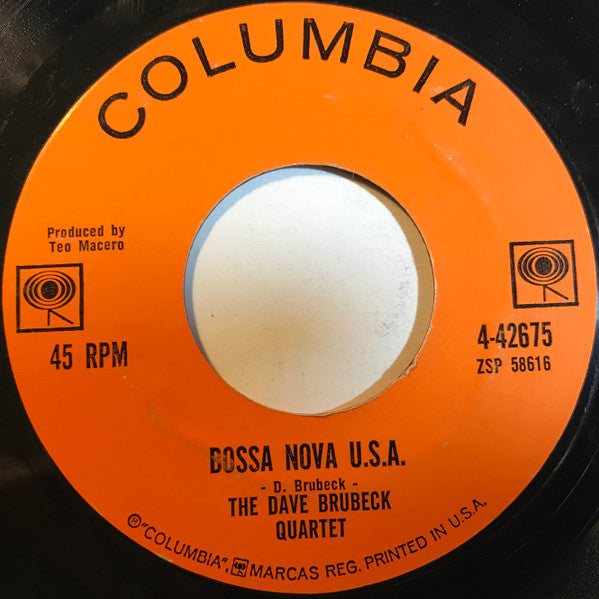 COLUMBIA
Produced by
Teo Macero
45 RPM
4-42675
ZSP 58616
BOSSA NOVA U.S.A.
- D. Brubeck -
THE DAVE BRUBECK
QUARTET
®"COLUMBIA", MARCAS REG. PRINTED IN U.S.A.